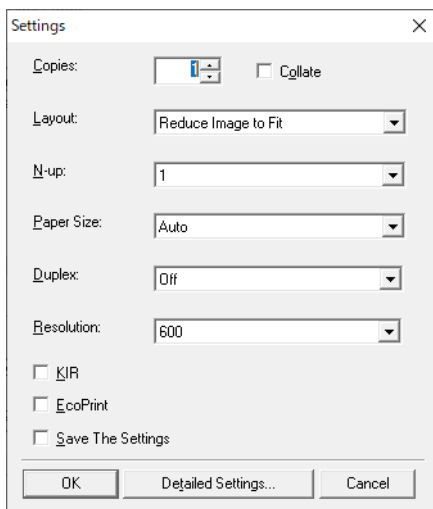 Settings
Copies: 1 Collate
Layout: Reduce Image to Fit
N-up: 1
Paper Size: Auto
Duplex: Off
Resolution: 600
KIR
EcoPrint
Save The Settings
OK Detailed Settings... Cancel